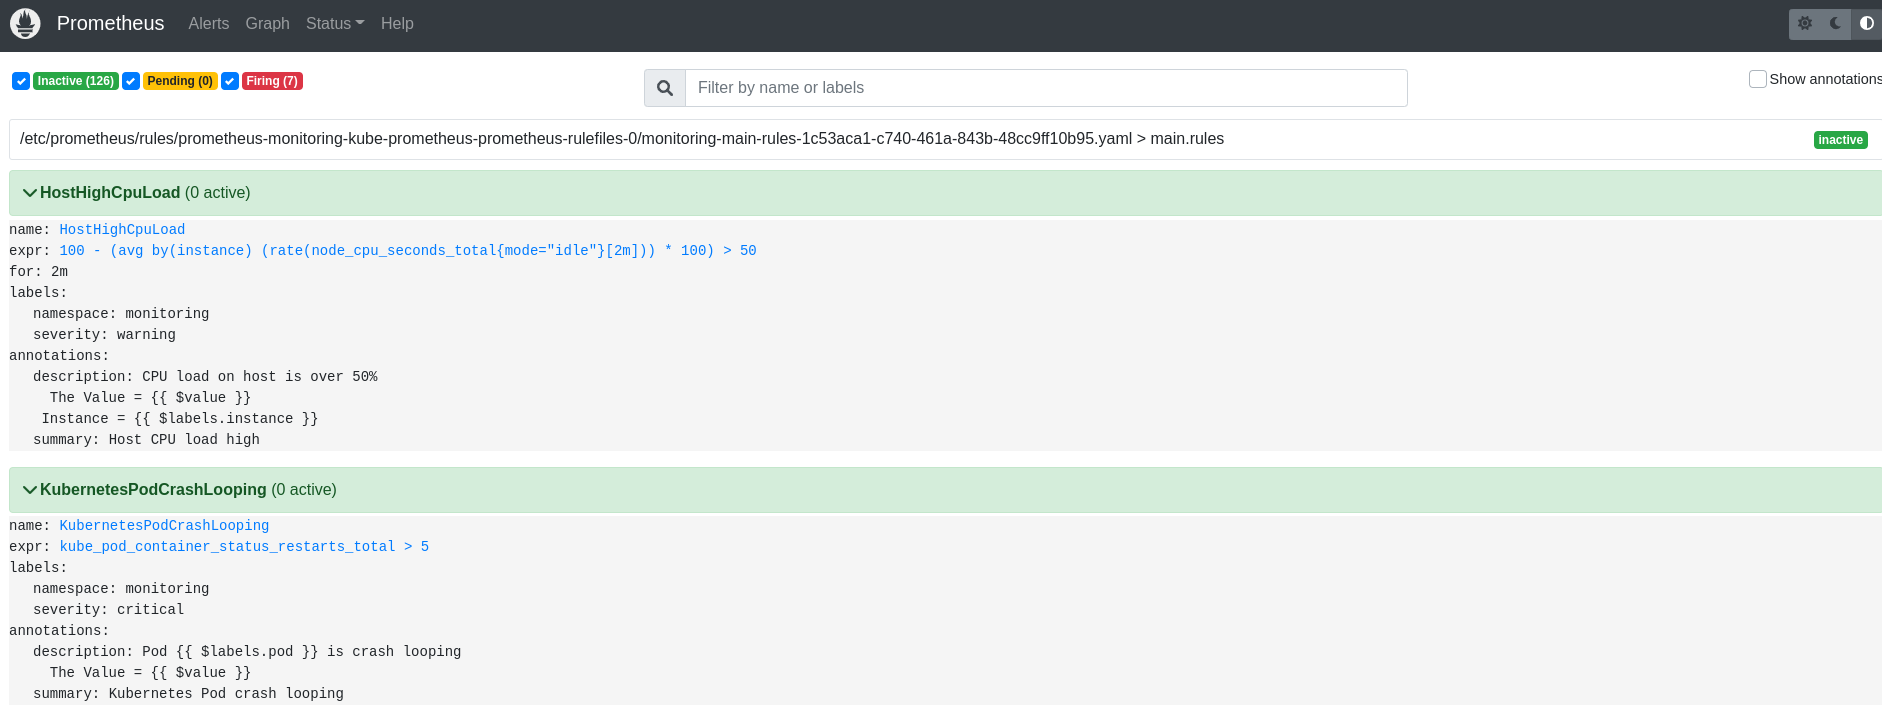 Prometheus Alerts Graph Status Help
Inactive (126) Pending (0) Firing (7) Filter by name or labels Show annotations
/etc/prometheus/rules/prometheus-monitoring-kube-prometheus-prometheus-rulefiles-0/monitoring-main-rules-1c53aca1-c740-461a-843b-48cc9ff10b95.yaml > main.rules inactive
HostHighCpuLoad (0 active)
name: HostHighCpuLoad
expr: 100 - (avg by(instance) (rate(node_cpu_seconds_total{mode="idle"}[2m])) * 100) > 50
for: 2m
labels:
namespace: monitoring
severity: warning
annotations:
description: CPU load on host is over 50%
The Value = {{ $value }}
Instance = {{ $labels.instance }}
summary: Host CPU load high
KubernetesPodCrashLooping (0 active)
name: KubernetesPodCrashLooping
expr: kube_pod_container_status_restarts_total > 5
labels:
namespace: monitoring
severity: critical
annotations:
description: Pod {{ $labels.pod }} is crash looping
The Value = {{ $value }}
summary: Kubernetes Pod crash looping